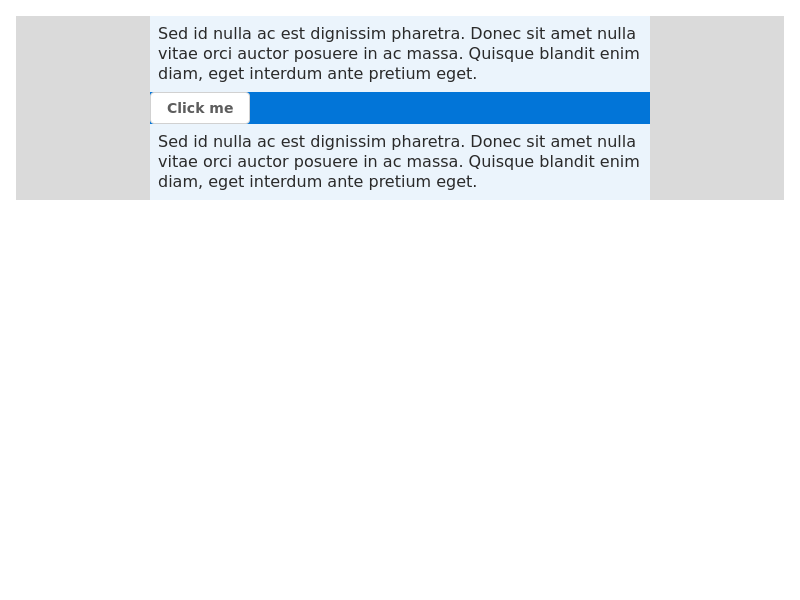 Sed id nulla ac est dignissim pharetra. Donec sit amet nulla
vitae orci auctor posuere in ac massa. Quisque blandit enim
diam, eget interdum ante pretium eget.
Click me
Sed id nulla ac est dignissim pharetra. Donec sit amet nulla
vitae orci auctor posuere in ac massa. Quisque blandit enim
diam, eget interdum ante pretium eget.